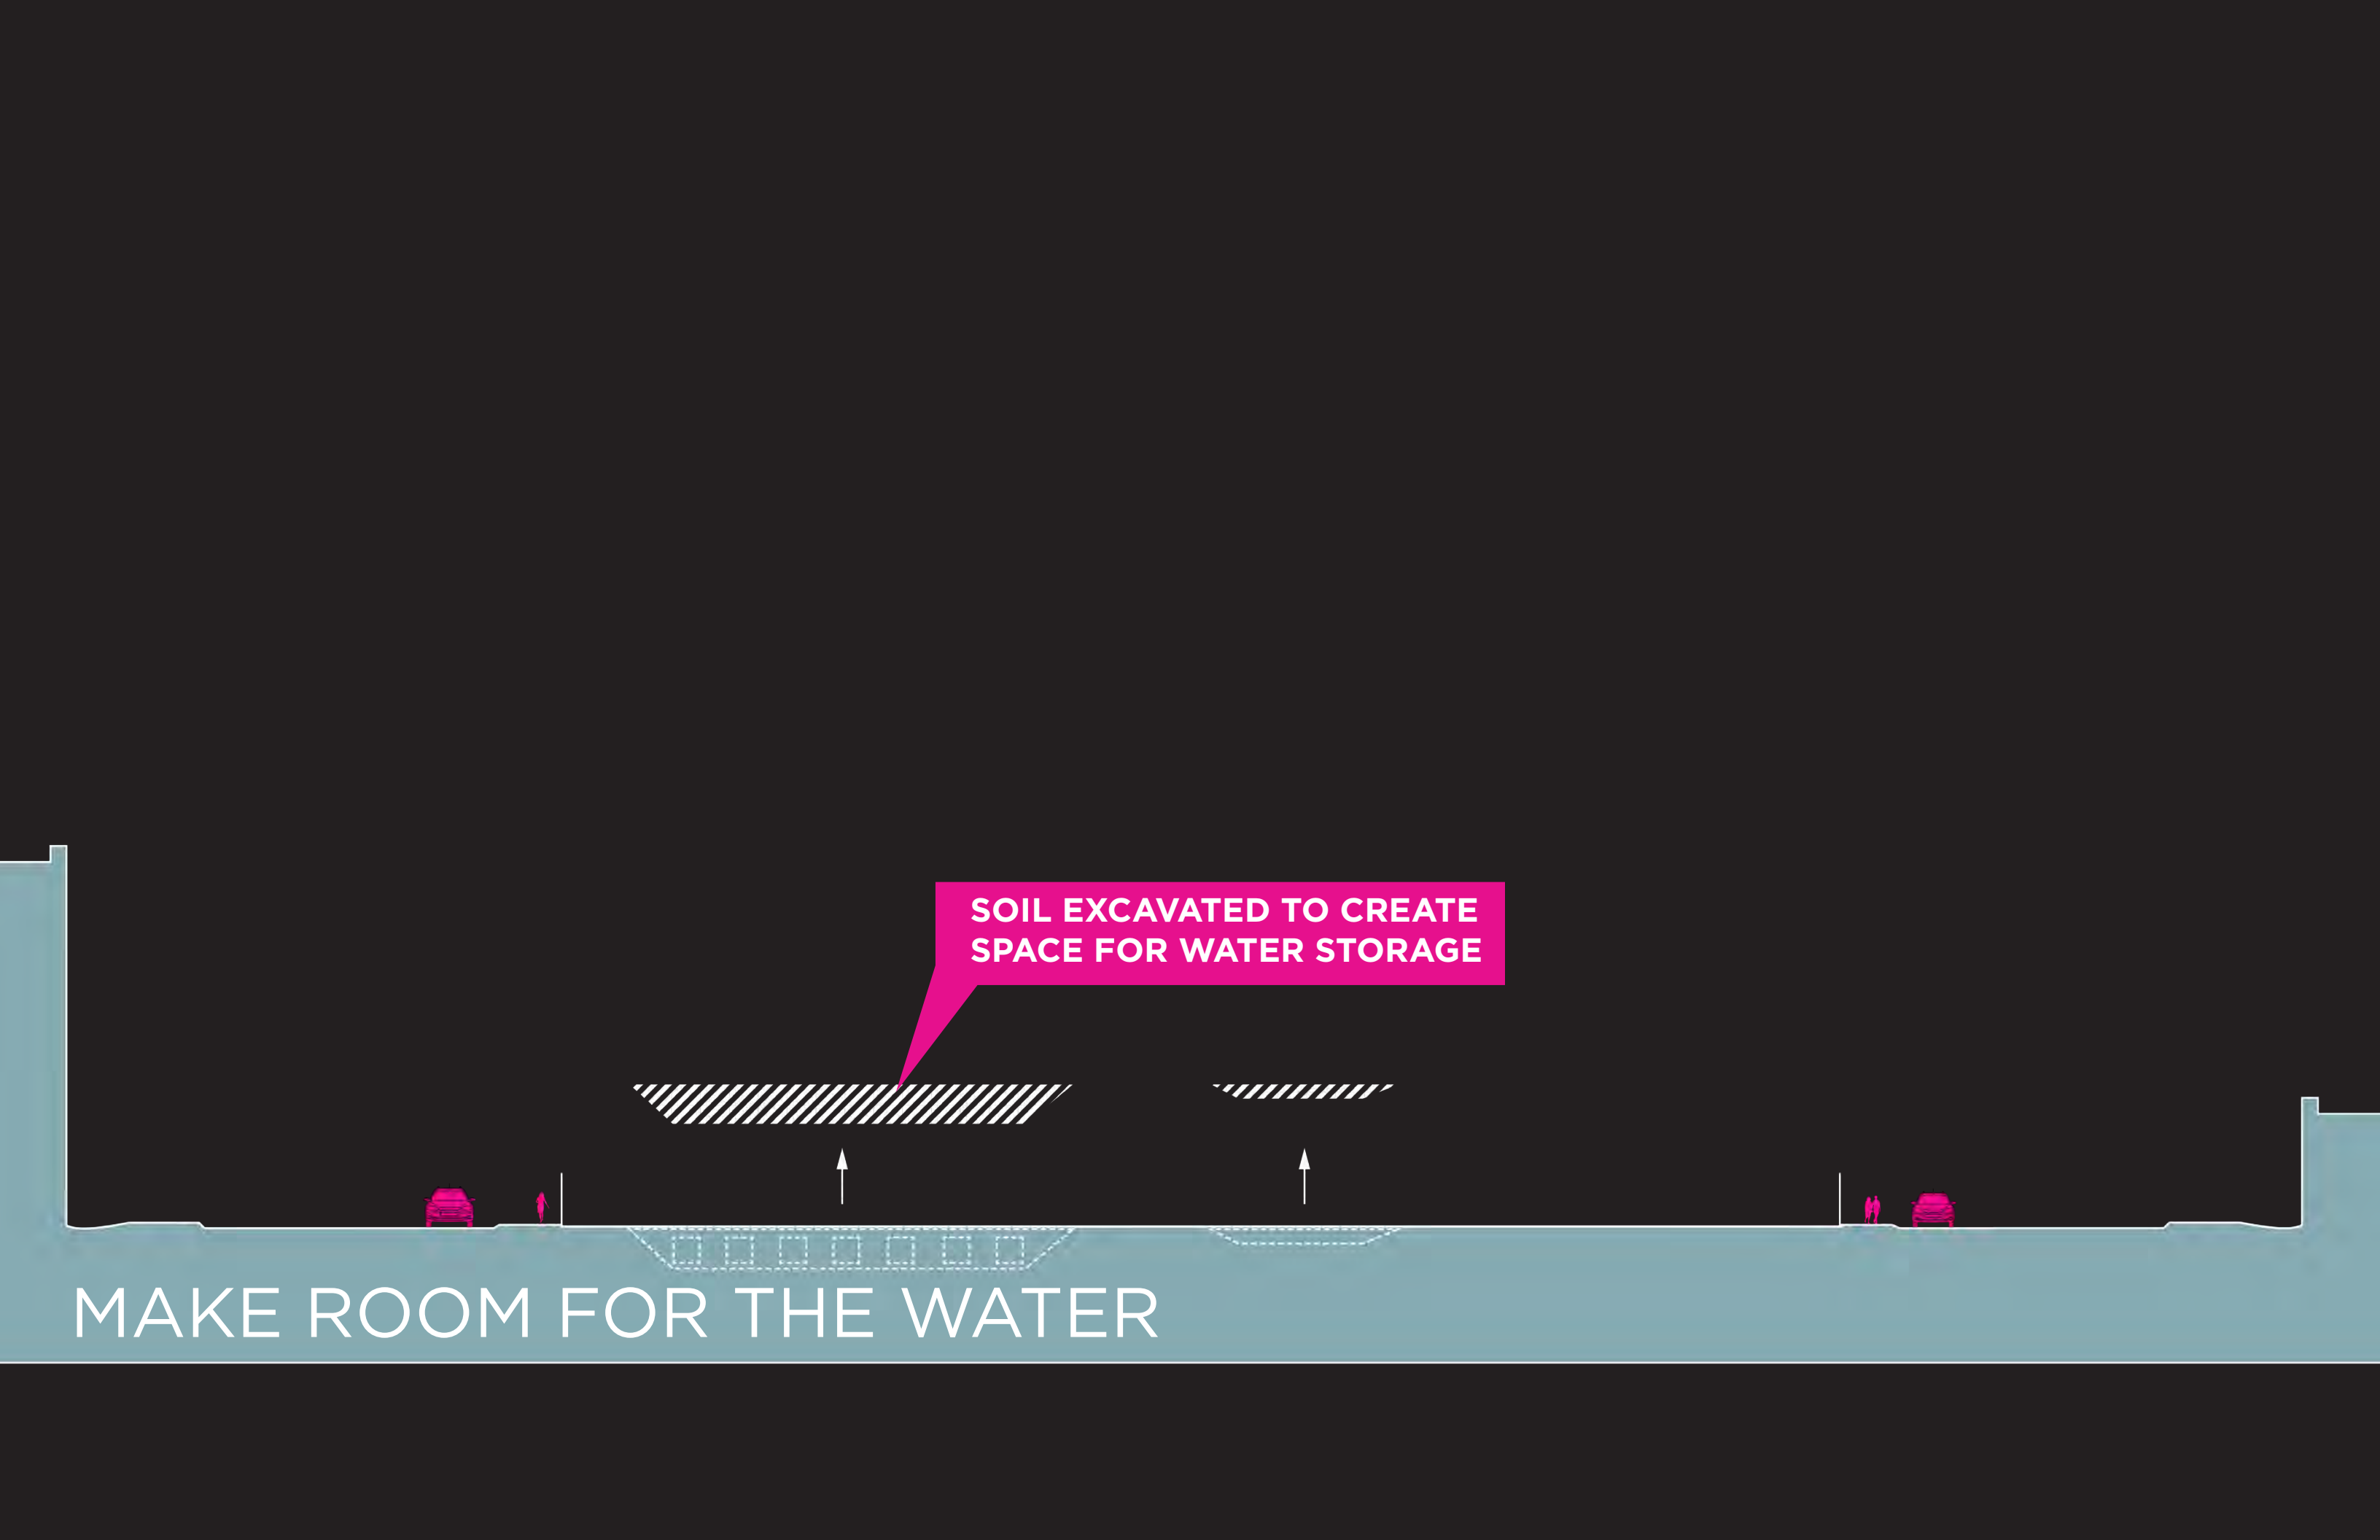 SOIL EXCAVATED TO CREATE
SPACE FOR WATER STORAGE
MAKE ROOM FOR THE WATER